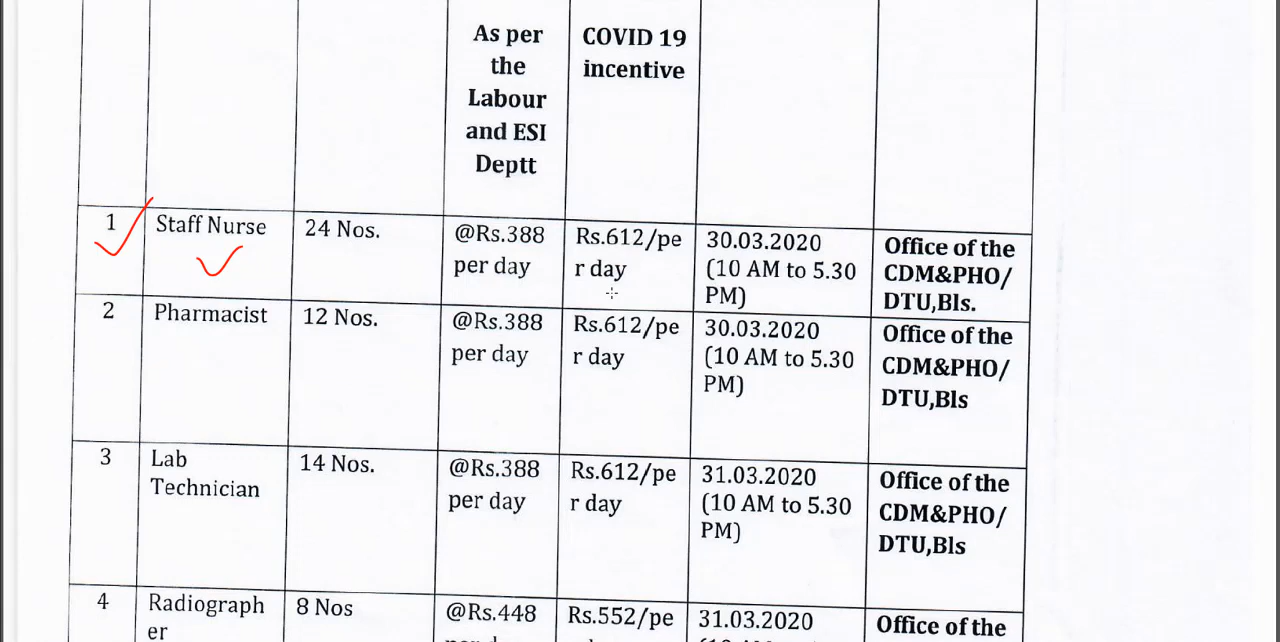 As per
the
Labour
and ESI
Deptt
COVID 19
incentive
1
Staff Nurse
24 Nos.
@Rs.388
per day
Rs.612/pe
r day
30.03.2020
(10 AM to 5.30
PM)
Office of the
CDM&PHO/
DTU,Bls.
2
Pharmacist
12 Nos.
@Rs.388
per day
Rs.612/pe
r day
30.03.2020
(10 AM to 5.30
PM)
Office of the
CDM&PHO/
DTU,Bls
3
Lab
Technician
14 Nos.
@Rs.388
per day
Rs.612/pe
r day
31.03.2020
(10 AM to 5.30
PM)
Office of the
CDM&PHO/
DTU,Bls
4
Radiograph
er
8 Nos
@Rs.448
Rs.552/pe
31.03.2020
Office of the